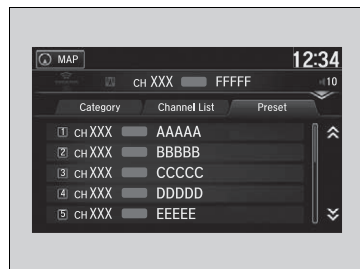 MAP 12:34
CH XXX FFFFF 10
Category Channel List Preset
1 CH XXX AAAAA
2 CH XXX BBBBB
3 CH XXX CCCCC
4 CH XXX DDDDD
5 CH XXX EEEEE